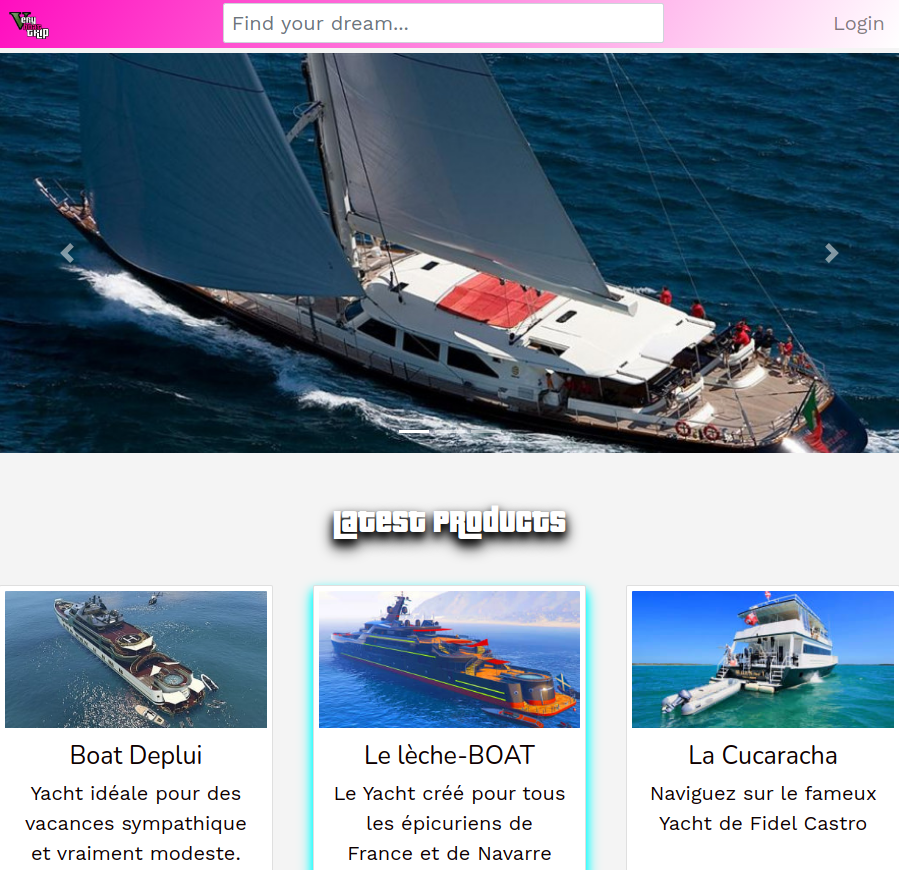 Very
Trip
Find your dream...
Login
Latest Products
Boat Deplui
Yacht idéale pour des
vacances sympathique
et vraiment modeste.
Le lèche-BOAT
Le Yacht créé pour tous
les épicuriens de
France et de Navarre
La Cucaracha
Naviguez sur le fameux
Yacht de Fidel Castro